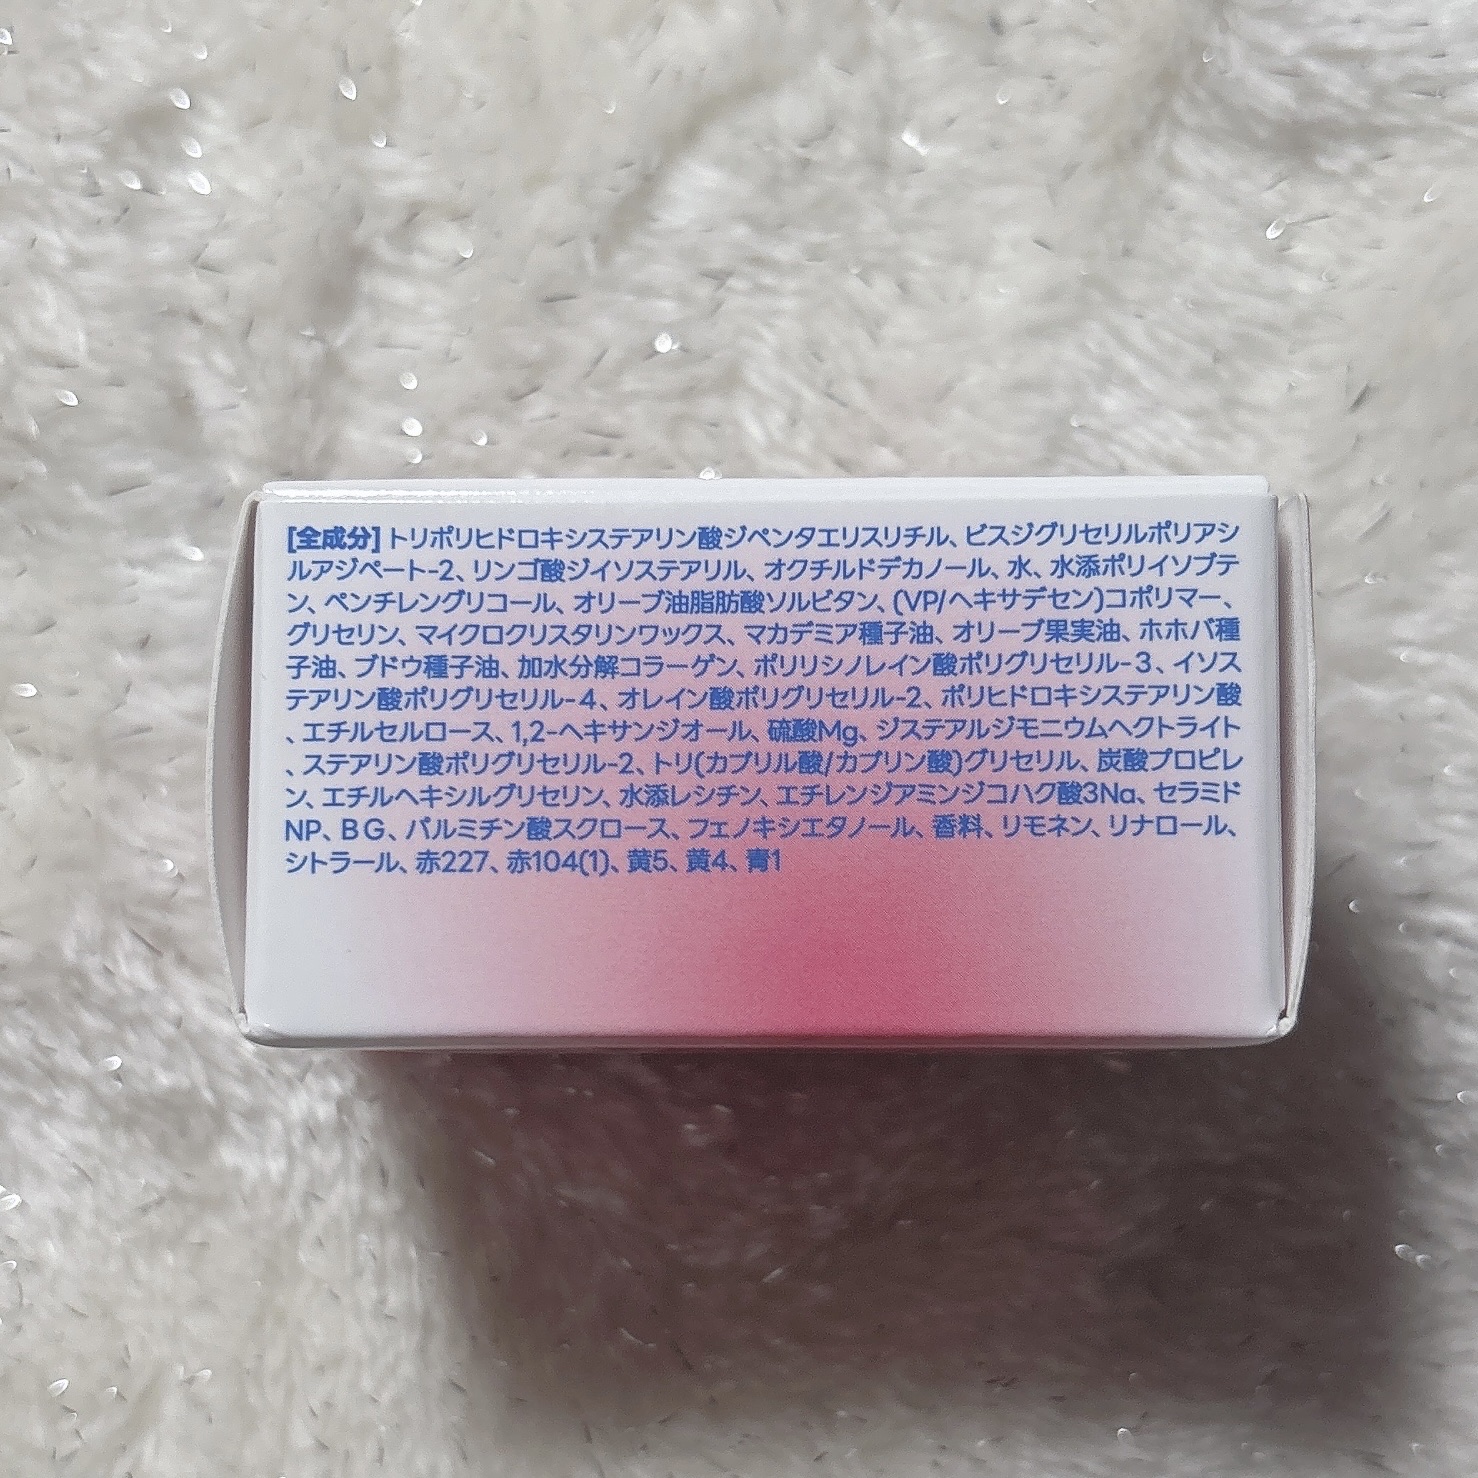 [全成分] トリポリヒドロキシステアリン酸ジペンタエリスリチル、ビスジグリセリルポリアシ
ルアジペート-2、リンゴ酸ジイソステアリル、オクチルドデカノール、水、水添ポリイソブテ
ン、ペンチレングリコール、オリーブ油脂肪酸ソルビタン、(VP/ヘキサデセン)コポリマー、
グリセリン、マイクロクリスタリンワックス、マカデミア種子油、オリーブ果実油、ホホバ種
子油、ブドウ種子油、加水分解コラーゲン、ポリリシノレイン酸ポリグリセリル-3、イソス
テアリン酸ポリグリセリル-4、オレイン酸ポリグリセリル-2、ポリヒドロキシステアリン酸
、エチルセルロース、1,2-ヘキサンジオール、硫酸Mg、ジステアルジモニウムヘクトライト
、ステアリン酸ポリグリセリル-2、トリ(カプリル酸/カプリン酸)グリセリル、炭酸プロピレ
ン、エチルヘキシルグリセリン、水添レシチン、エチレンジアミンジコハク酸3Na、セラミド
NP、BG、パルミチン酸スクロース、フェノキシエタノール、香料、リモネン、リナロール、
シトラール、赤227、赤104(1)、黄5、黄4、青1